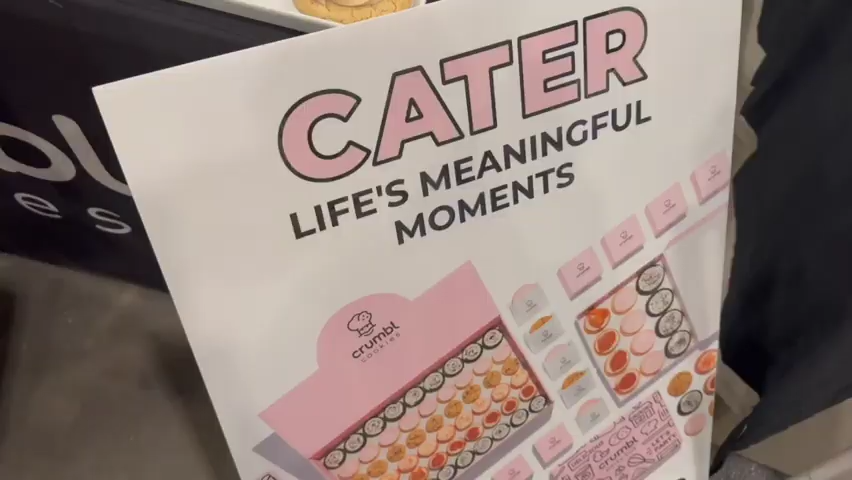 CATER
LIFE'S MEANINGFUL
MOMENTS
crumbl
COOKIES
crumbl